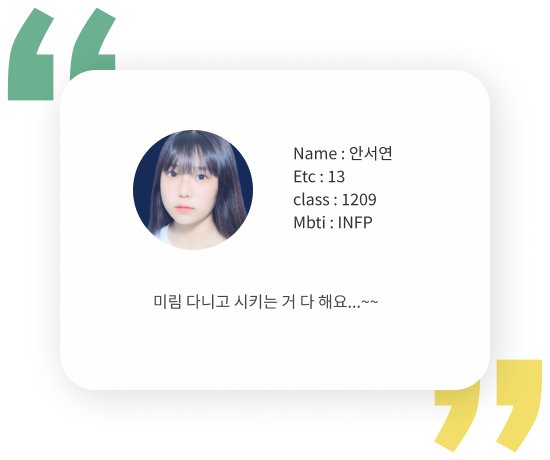 Name : 안서연
Etc : 13
class : 1209
Mbti : INFP
미림 다니고 시키는 거 다 해요...~~